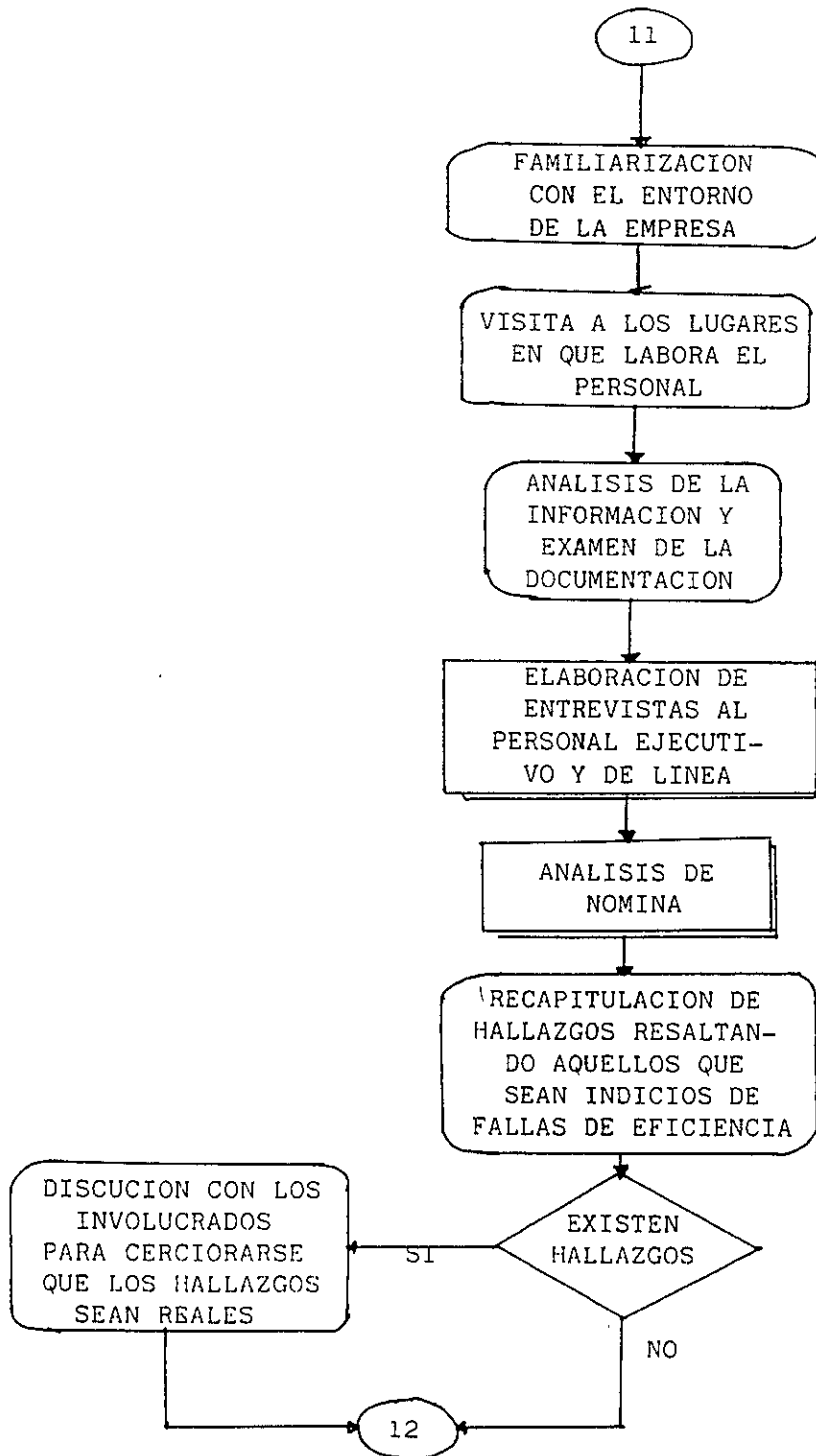 11
FAMILIARIZACION
CON EL ENTORNO
DE LA EMPRESA
VISITA A LOS LUGARES
EN QUE LABORA EL
PERSONAL
ANALISIS DE LA
INFORMACION Y
EXAMEN DE LA
DOCUMENTACION
ELABORACION DE
ENTREVISTAS AL
PERSONAL EJECUTI-
VO Y DE LINEA
ANALISIS DE
NOMINA
RECAPITULACION DE
HALLAZGOS RESALTAN-
DO AQUELLOS QUE
SEAN INDICIOS DE
FALLAS DE EFICIENCIA
EXISTEN
HALLAZGOS
SI
DISCUCION CON LOS
INVOLUCRADOS
PARA CERCIORARSE
QUE LOS HALLAZGOS
SEAN REALES
NO
12